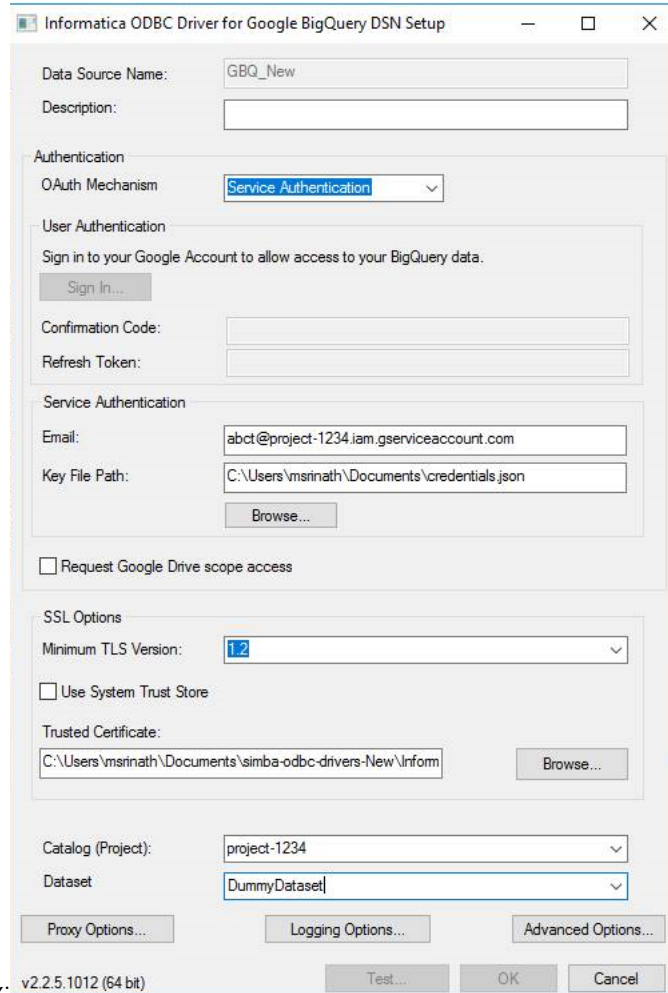 Informatica ODBC Driver for Google BigQuery DSN Setup
Data Source Name: GBQ_New
Description:
Authentication
OAuth Mechanism Service Authentication
User Authentication
Sign in to your Google Account to allow access to your BigQuery data.
Sign In...
Confirmation Code:
Refresh Token:
Service Authentication
Email: abct@project-1234.iam.gserviceaccount.com
Key File Path: C:\Users\msrinath\Documents\credentials.json
Browse...
Request Google Drive scope access
SSL Options
Minimum TLS Version: 1.2
Use System Trust Store
Trusted Certificate:
C:\Users\msrinath\Documents\simba-odbc-drivers-New\Inform Browse...
Catalog (Project): project-1234
Dataset DummyDataset
Proxy Options... Logging Options... Advanced Options...
v2.2.5.1012 (64 bit) Test... OK Cancel